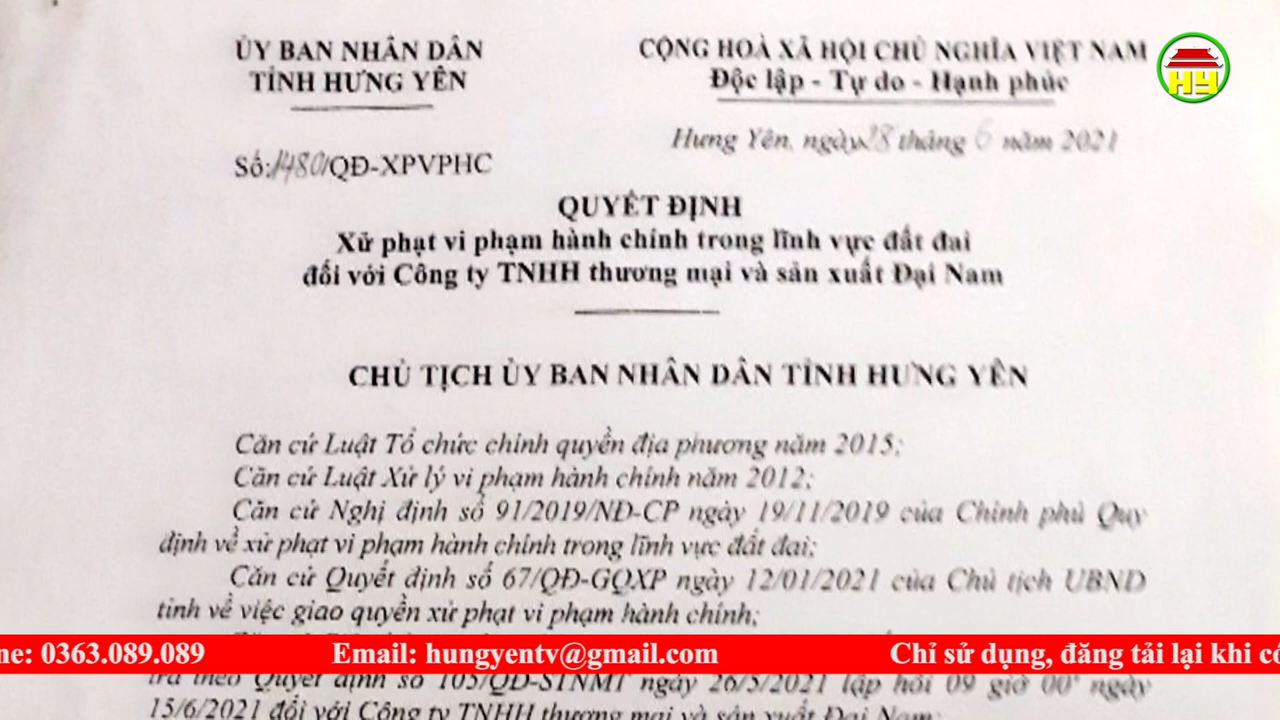 ỦY BAN NHÂN DÂN
TỈNH HƯNG YÊN
CỘNG HOÀ XÃ HỘI CHỦ NGHĨA VIỆT NAM
Độc lập - Tự do - Hạnh phúc
HY
Hưng Yên, ngày 28 tháng 6 năm 2021
Số: 1480/QĐ-XPVPHC
QUYẾT ĐỊNH
Xử phạt vi phạm hành chính trong lĩnh vực đất đai
đối với Công ty TNHH thương mại và sản xuất Đại Nam
CHỦ TỊCH ỦY BAN NHÂN DÂN TỈNH HƯNG YÊN
Căn cứ Luật Tổ chức chính quyền địa phương năm 2015;
Căn cứ Luật Xử lý vi phạm hành chính năm 2012;
Căn cứ Nghị định số 91/2019/NĐ-CP ngày 19/11/2019 của Chính phủ Quy
định về xử phạt vi phạm hành chính trong lĩnh vực đất đai;
Căn cứ Quyết định số 67/QĐ-GQXP ngày 12/01/2021 của Chủ tịch UBND
tỉnh về việc giao quyền xử phạt vi phạm hành chính;
ne: 0363.089.089 Email: hungyentv@gmail.com Chỉ sử dụng, đăng tải lại khi có
tra theo Quyết định số 105/QĐ-STNMT ngày 26/5/2021 lập hồi 09 giờ 00' ngày
15/6/2021 đối với Công ty TNHH thương mại và sản xuất Đại Nam;